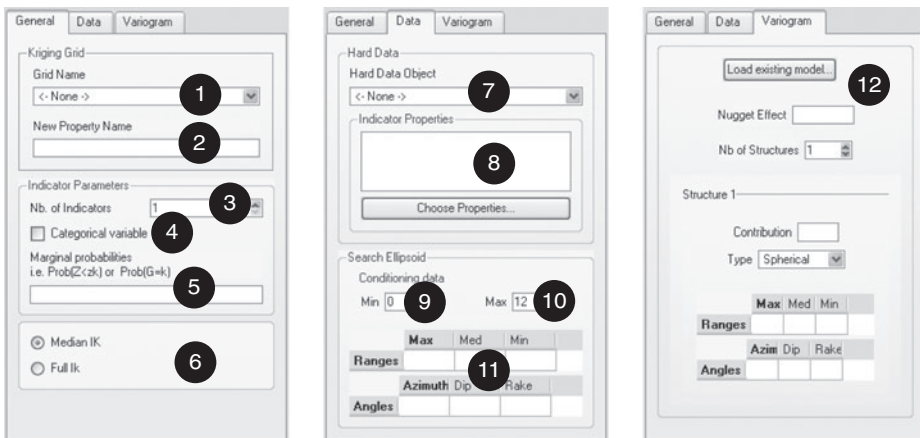 General Data Variogram
Kriging Grid
Grid Name
<- None -> 1
New Property Name
2
Indicator Parameters
Nb. of Indicators 1 3
Categorical variable 4
Marginal probabilities
i.e. Prob(Z<zk) or Prob(G=k)
5
Median IK
Full Ik
6
General Data Variogram
Hard Data
Hard Data Object
<- None -> 7
Indicator Properties
8
Choose Properties...
Search Ellipsoid
Conditioning data
Min 0 9 Max 12 10
Max Med Min
Ranges
11
Azimuth Dip Rake
Angles
General Data Variogram
Load existing model...
12
Nugget Effect
Nb of Structures 1
Structure 1
Contribution
Type Spherical
Max Med Min
Ranges
Azim Dip Rake
Angles